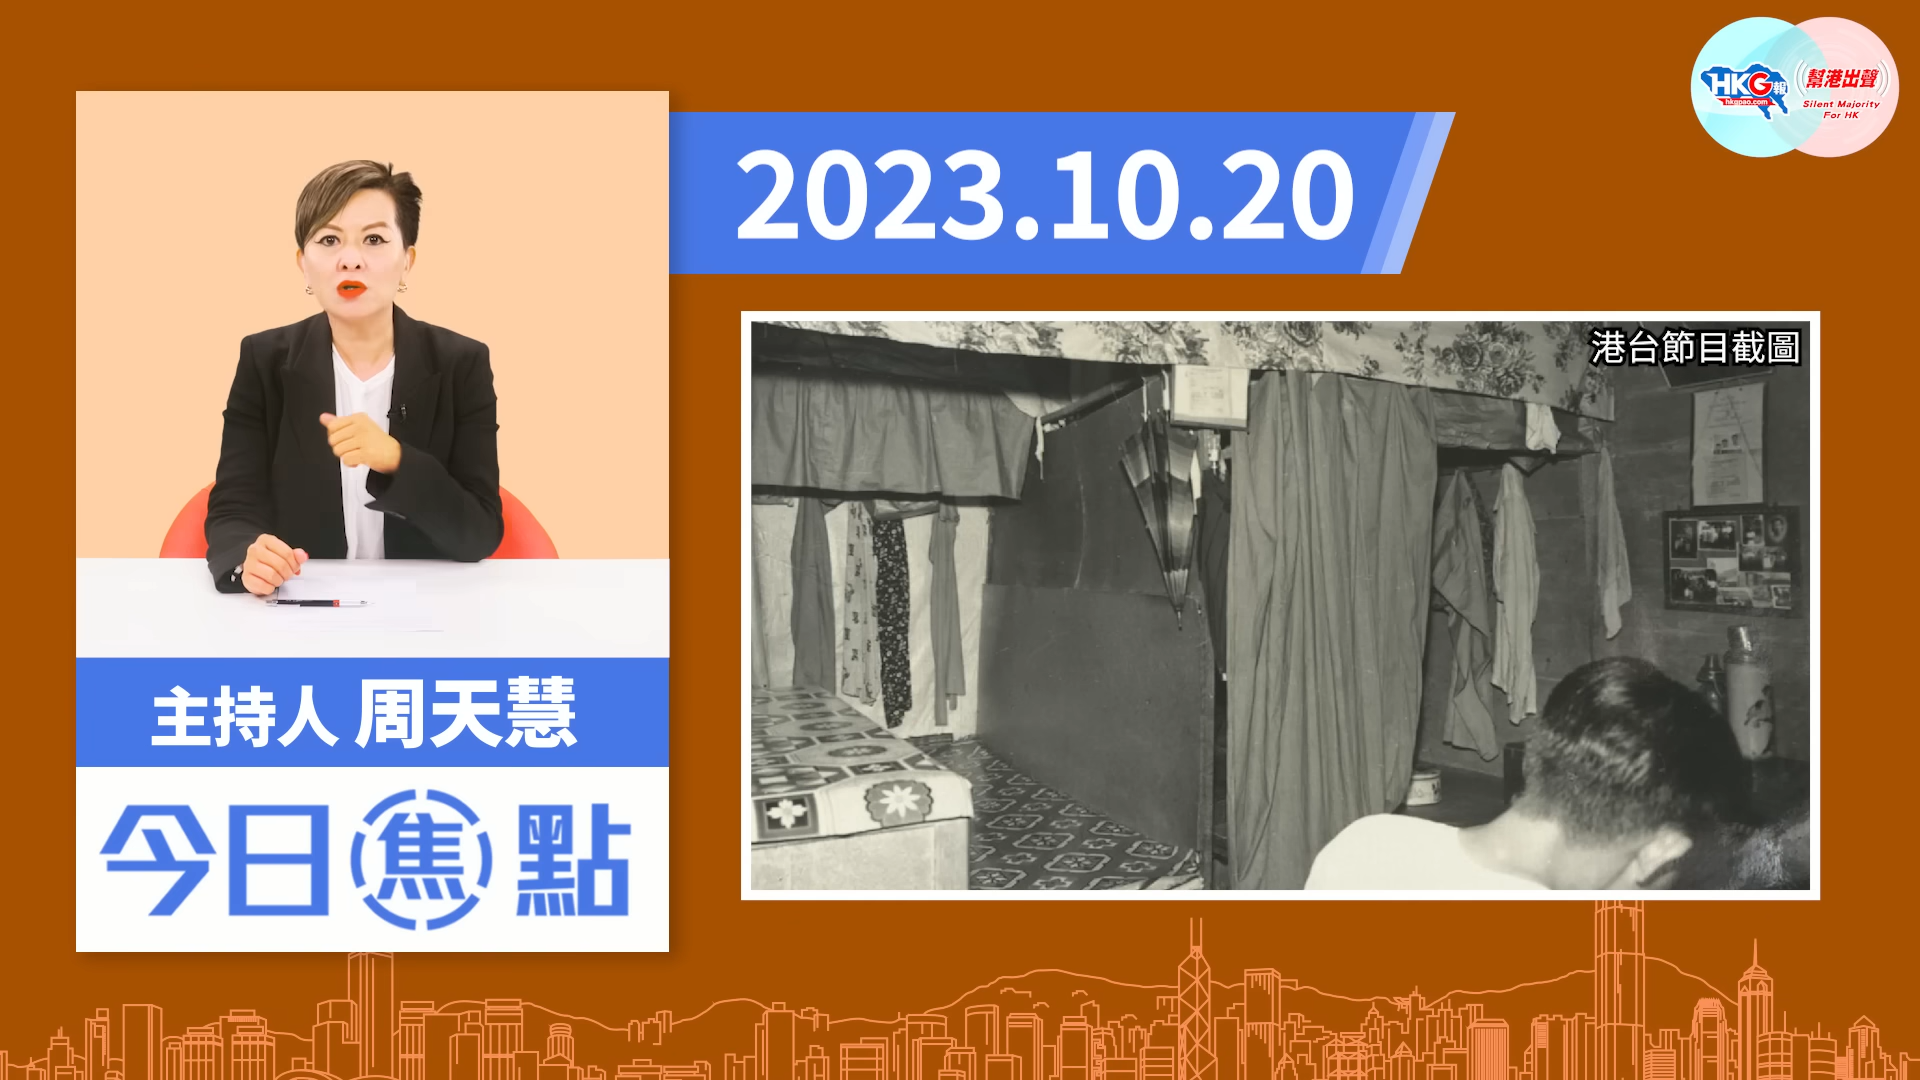 HKG報
hkgpao.com
幫港出聲
Silent Majority
For HK
2023.10.20
港台節目截圖
主持人 周天慧
今日焦點